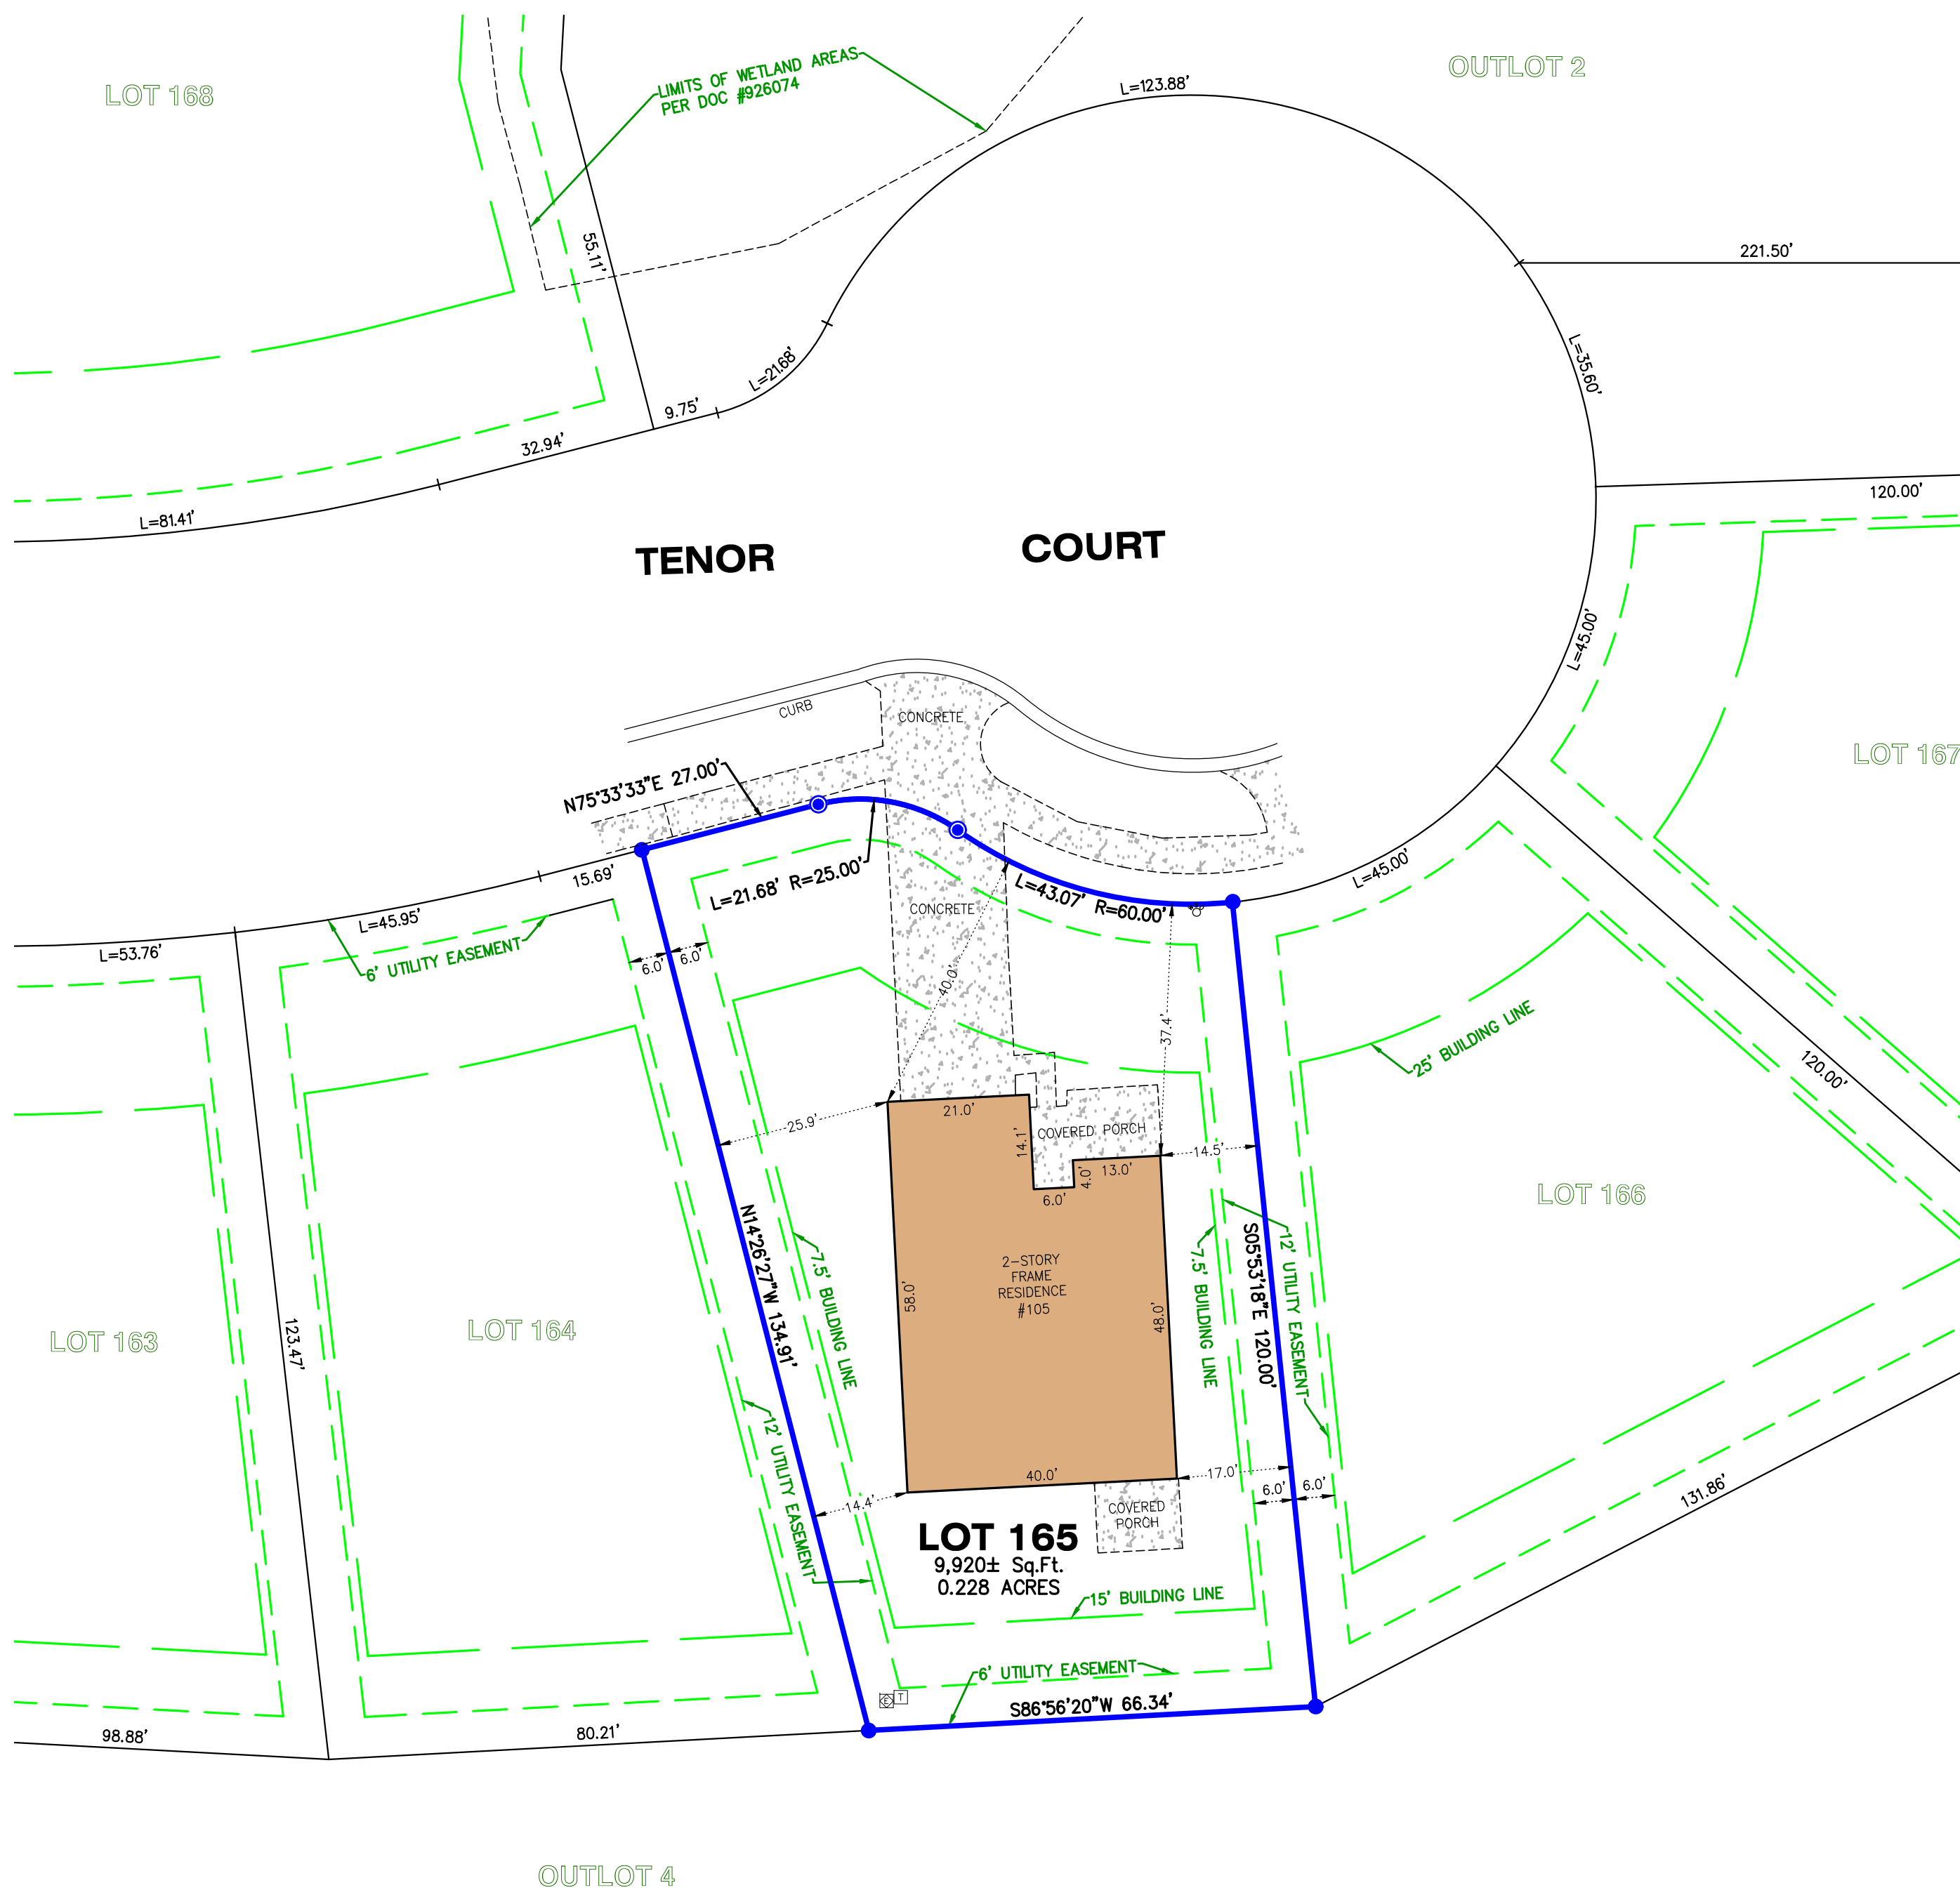 OUTLOT 2
LOT 168
LIMITS OF WETLAND AREAS
PER DOC #926074
L=123.88'
55.11'
221.50'
L=35.60'
L=21.68'
9.75'
32.94'
L=81.41'
120.00'
TENOR COURT
L=45.00'
LOT 167
CURB
CONCRETE
N75°33'33"E 27.00'
L=21.68' R=25.00'
CONCRETE
L=43.07' R=60.00'
L=45.00'
15.69'
L=45.95'
L=53.76'
6' UTILITY EASEMENT
6.0'
6.0'
40.0'
37.4'
25' BUILDING LINE
120.00'
25.9'
21.0'
14.1'
COVERED PORCH
14.5'
13.0'
4.0'
6.0'
LOT 166
N14°26'27"W 134.91'
7.5' BUILDING LINE
58.0'
2-STORY
FRAME
RESIDENCE
#105
48.0'
7.5' BUILDING LINE
S05°53'18"E 120.00'
12' UTILITY EASEMENT
LOT 163
123.47'
LOT 164
12' UTILITY EASEMENT
14.4'
40.0'
17.0'
6.0'
6.0'
131.86'
COVERED
PORCH
LOT 165
9,920± Sq.Ft.
0.228 ACRES
15' BUILDING LINE
6' UTILITY EASEMENT
E
T
S86°56'20"W 66.34'
98.88'
80.21'
OUTLOT 4